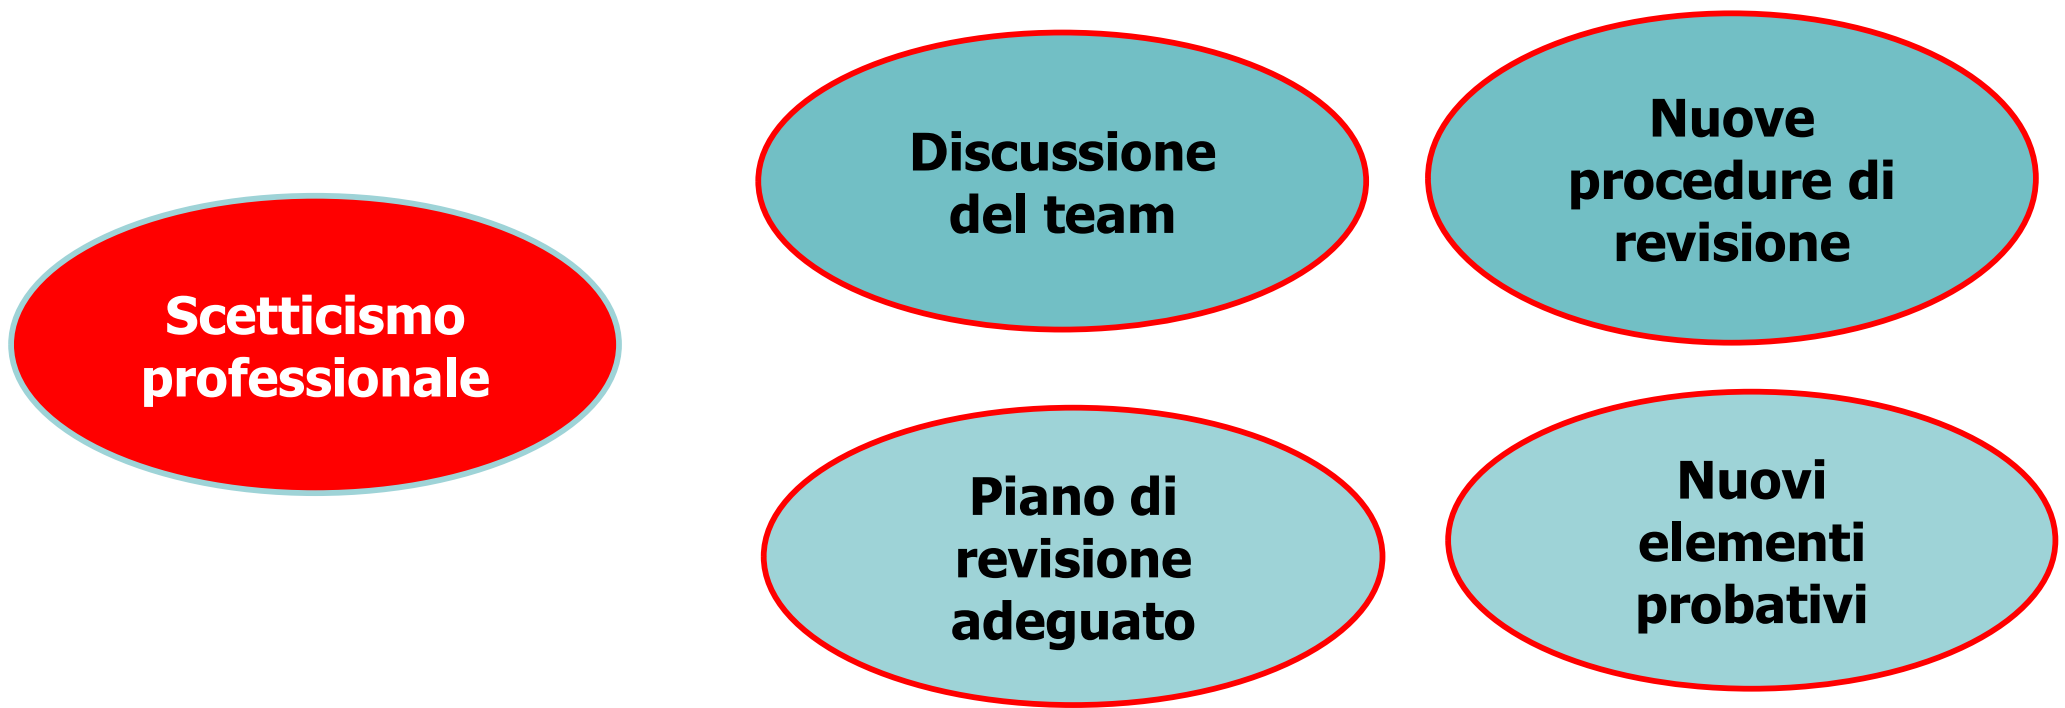 Scetticismo
professionale
Discussione
del team
Nuove
procedure di
revisione
Piano di
revisione
adeguato
Nuovi
elementi
probativi